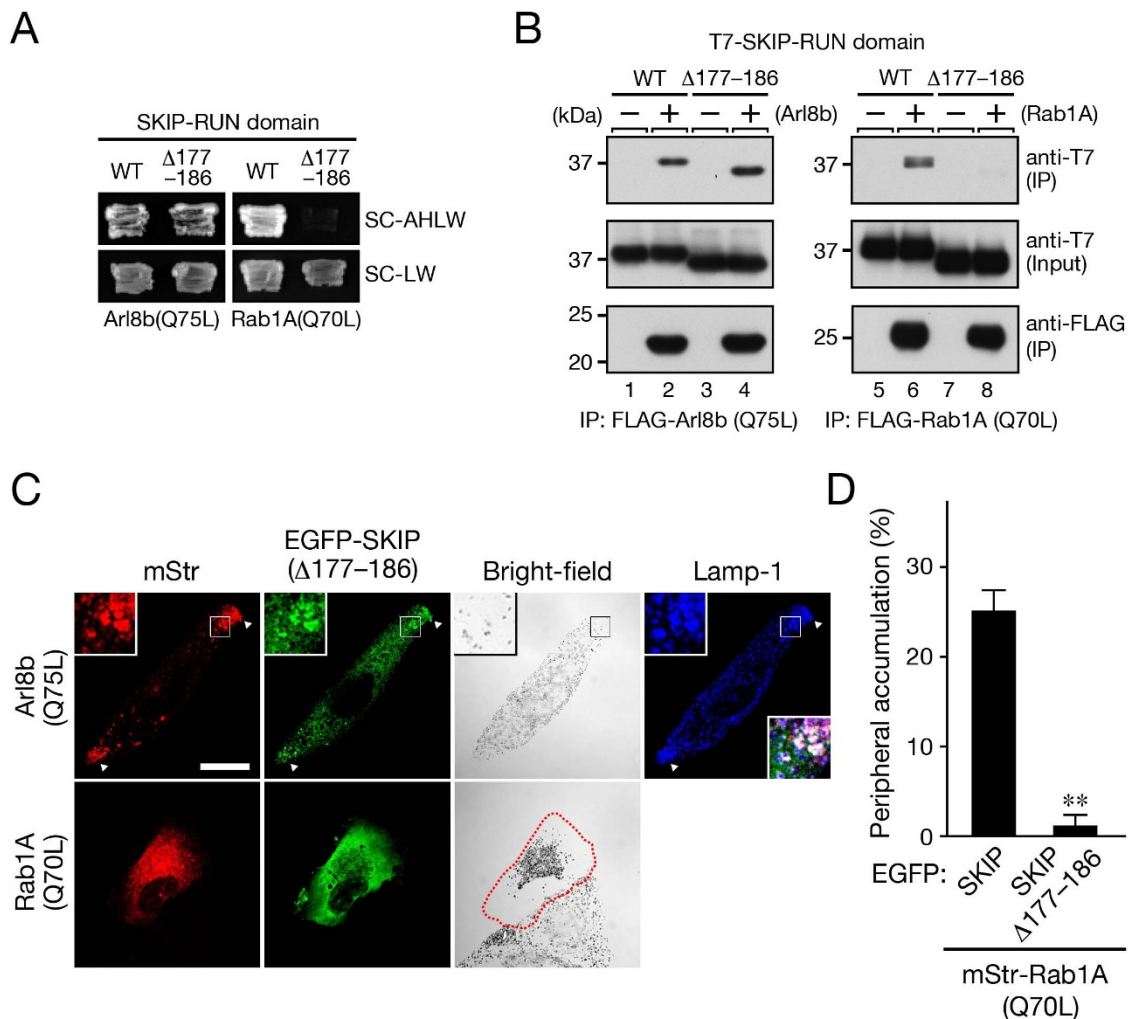 A
SKIP-RUN domain
WT Δ177–186 WT Δ177–186
SC-AHLW
SC-LW
Arl8b(Q75L) Rab1A(Q70L)
B
T7-SKIP-RUN domain
WT Δ177–186 WT Δ177–186
(kDa) – + – + (Arl8b) – + – + (Rab1A)
37 37 anti-T7 (IP)
37 37 anti-T7 (Input)
25
20
25 anti-FLAG (IP)
1 2 3 4 5 6 7 8
IP: FLAG-Arl8b (Q75L) IP: FLAG-Rab1A (Q70L)
C
mStr EGFP-SKIP (Δ177–186) Bright-field Lamp-1
Arl8b (Q75L)
Rab1A (Q70L)
D
Peripheral accumulation (%)
30
20
10
0
**
EGFP: SKIP SKIP Δ177–186
mStr-Rab1A
(Q70L)